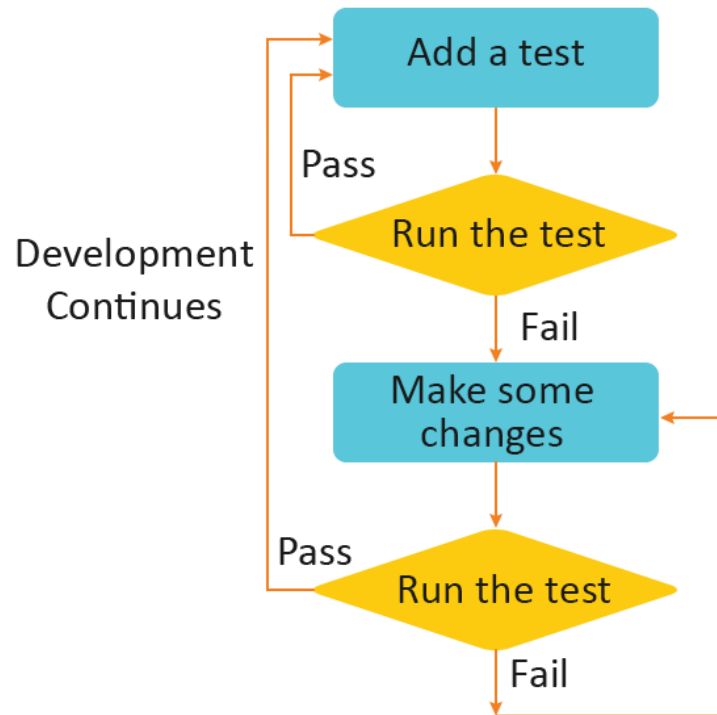 Add a test
Pass
Run the test
Development
Continues
Fail
Make some
changes
Pass
Run the test
Fail